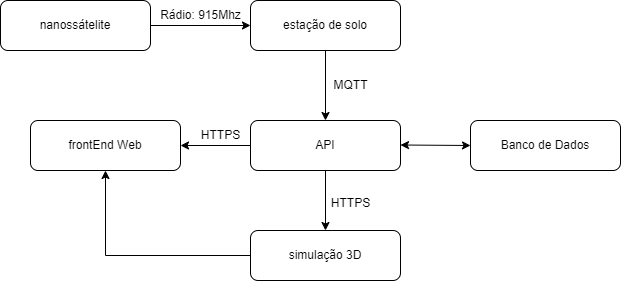 nanossátelite
Rádio: 915Mhz
estação de solo
MQTT
frontEnd Web
HTTPS
API
Banco de Dados
HTTPS
simulação 3D